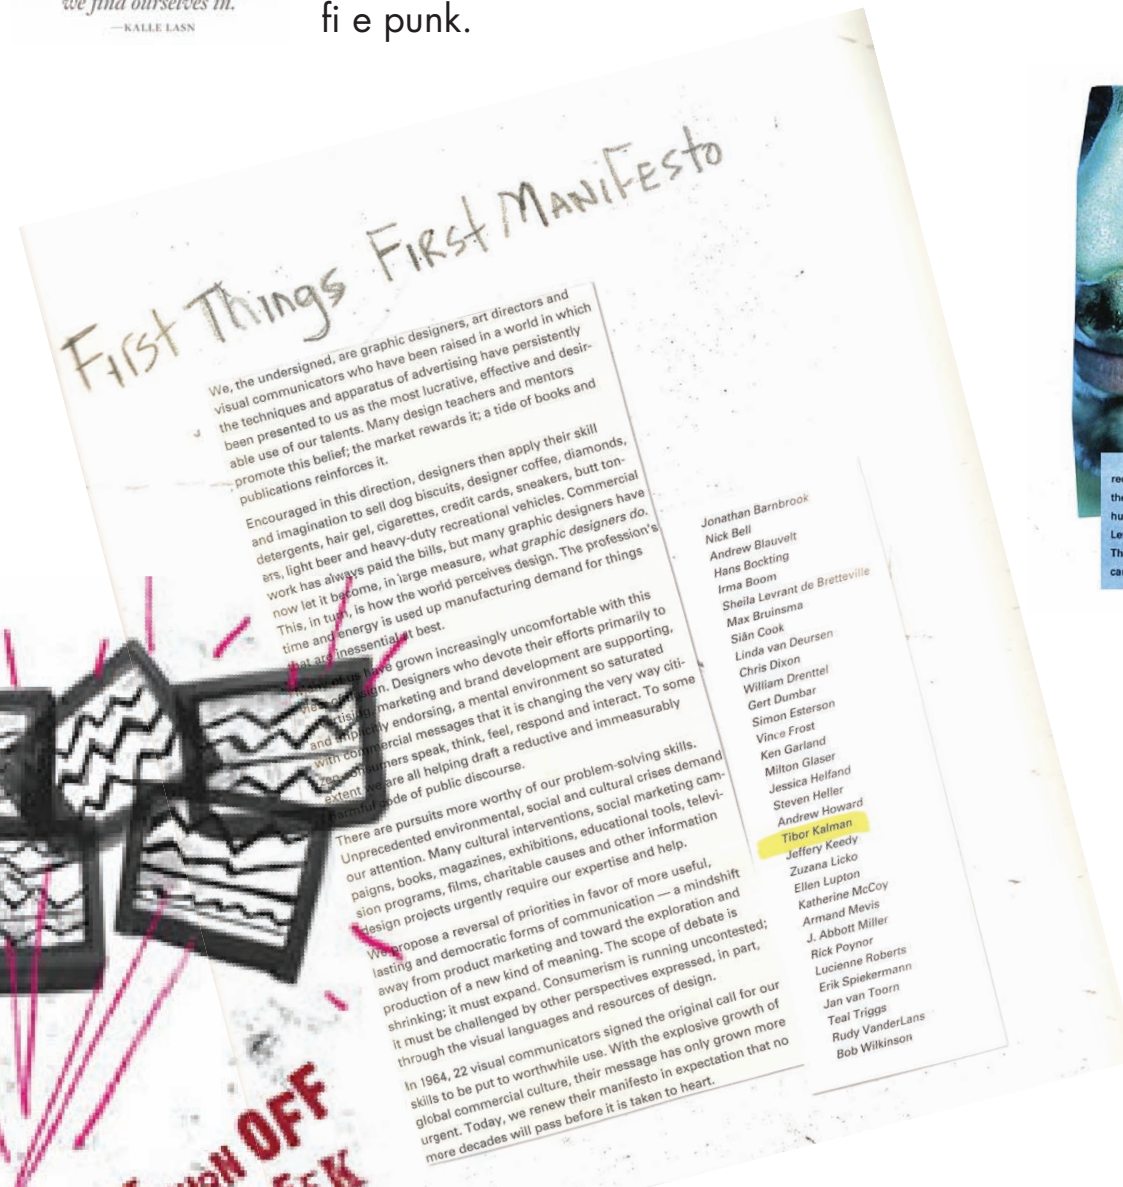 we find ourselves in.
—KALLE LASN
fi e punk.
First Things First Manifesto
We, the undersigned, are graphic designers, art directors and
visual communicators who have been raised in a world in which
the techniques and apparatus of advertising have persistently
been presented to us as the most lucrative, effective and desir-
able use of our talents. Many design teachers and mentors
promote this belief; the market rewards it; a tide of books and
publications reinforces it.
Encouraged in this direction, designers then apply their skill
and imagination to sell dog biscuits, designer coffee, diamonds,
detergents, hair gel, cigarettes, credit cards, sneakers, butt ton-
ers, light beer and heavy-duty recreational vehicles. Commercial
work has always paid the bills, but many graphic designers have
now let it become, in large measure, what graphic designers do.
This, in turn, is how the world perceives design. The profession's
time and energy is used up manufacturing demand for things
that are inessential at best.
of us have grown increasingly uncomfortable with this
design. Designers who devote their efforts primarily to
marketing and brand development are supporting,
and implicitly endorsing, a mental environment so saturated
with commercial messages that it is changing the very way citi-
zen-consumers speak, think, feel, respond and interact. To some
extent we are all helping draft a reductive and immeasurably
harmful code of public discourse.
There are pursuits more worthy of our problem-solving skills.
Unprecedented environmental, social and cultural crises demand
our attention. Many cultural interventions, social marketing cam-
paigns, books, magazines, exhibitions, educational tools, televi-
sion programs, films, charitable causes and other information
design projects urgently require our expertise and help.
We propose a reversal of priorities in favor of more useful,
lasting and democratic forms of communication — a mindshift
away from product marketing and toward the exploration and
production of a new kind of meaning. The scope of debate is
shrinking; it must expand. Consumerism is running uncontested;
it must be challenged by other perspectives expressed, in part,
through the visual languages and resources of design.
In 1964, 22 visual communicators signed the original call for our
skills to be put to worthwhile use. With the explosive growth of
global commercial culture, their message has only grown more
urgent. Today, we renew their manifesto in expectation that no
more decades will pass before it is taken to heart.
Jonathan Barnbrook
Nick Bell
Andrew Blauvelt
Hans Bockting
Irma Boom
Sheila Levrant de Bretteville
Max Bruinsma
Siân Cook
Linda van Deursen
Chris Dixon
William Drenttel
Gert Dumbar
Simon Esterson
Vince Frost
Ken Garland
Milton Glaser
Jessica Helfand
Steven Heller
Andrew Howard
Tibor Kalman
Jeffery Keedy
Zuzana Licko
Ellen Lupton
Katherine McCoy
Armand Mevis
J. Abbott Miller
Rick Poynor
Lucienne Roberts
Erik Spiekermann
Jan van Toorn
Teal Triggs
Rudy VanderLans
Bob Wilkinson
OFF